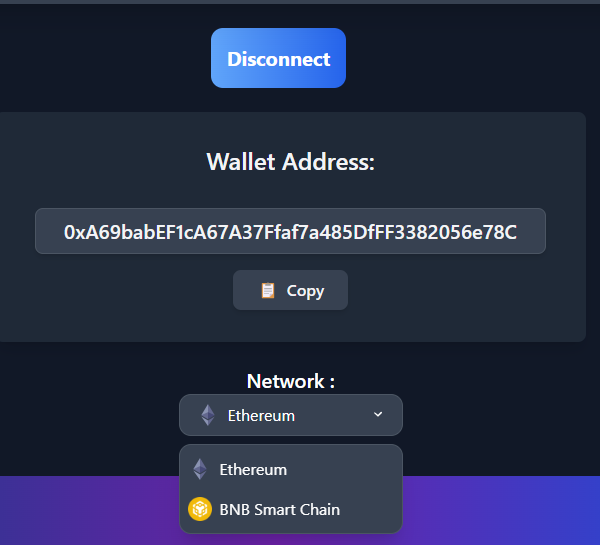 Disconnect
Wallet Address:
0xA69babEF1cA67A37Ffaf7a485DfFF3382056e78C
Copy
Network :
Ethereum
Ethereum
BNB Smart Chain